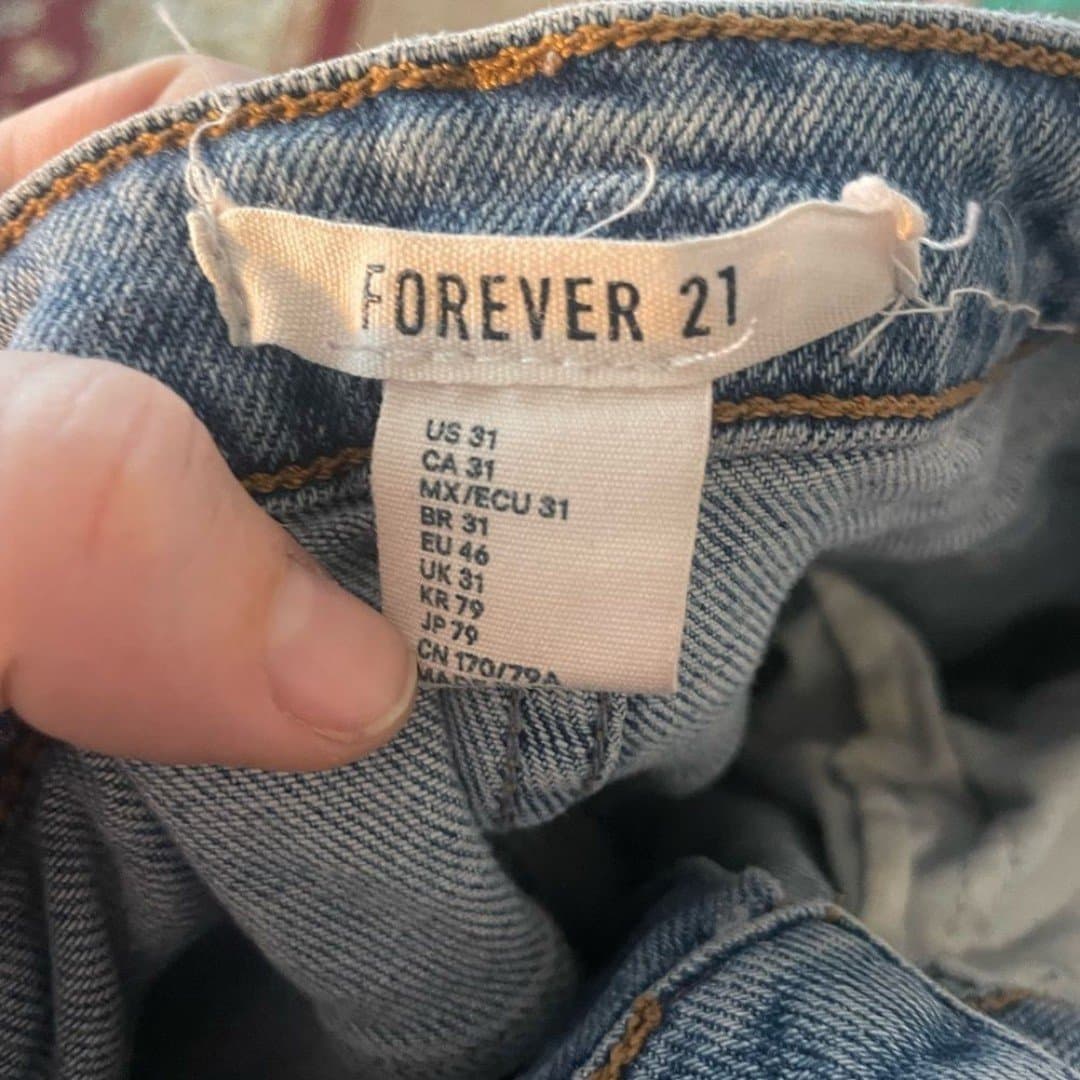 FOREVER 21
US 31
CA 31
MX/ECU 31
BR 31
EU 46
UK 31
KR 79
JP 79
CN 170/79A